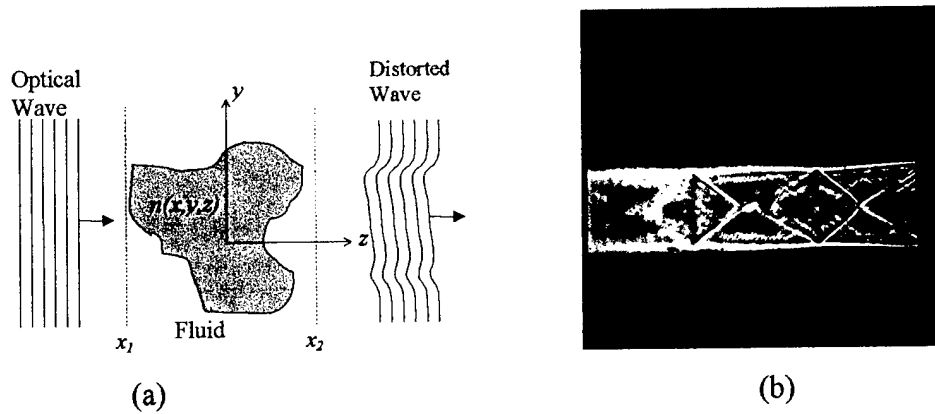 Optical
Wave
y
Distorted
Wave
n(x,y,z)
z
Fluid
x₁
x₂
(a)
(b)